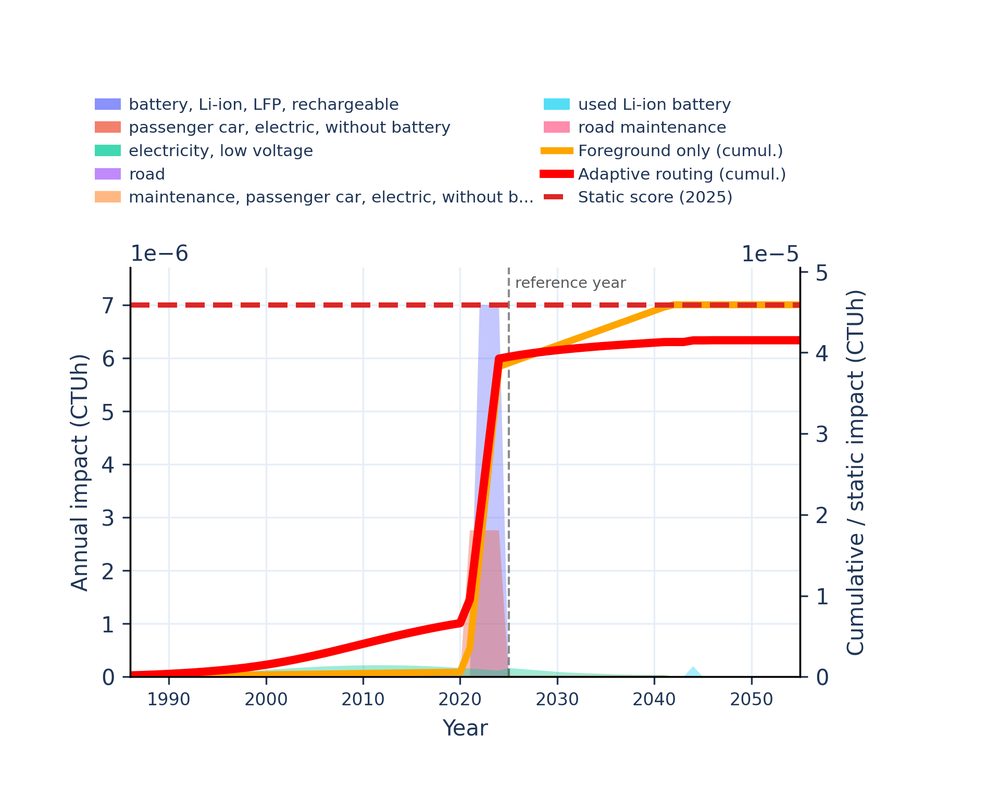 battery, Li-ion, LFP, rechargeable
passenger car, electric, without battery
electricity, low voltage
road
maintenance, passenger car, electric, without b...
used Li-ion battery
road maintenance
Foreground only (cumul.)
Adaptive routing (cumul.)
Static score (2025)
1e−6
1e−5
reference year
7
6
5
4
3
2
1
0
5
4
3
2
1
0
Annual impact (CTUh)
Cumulative / static impact (CTUh)
1990
2000
2010
2020
2030
2040
2050
Year